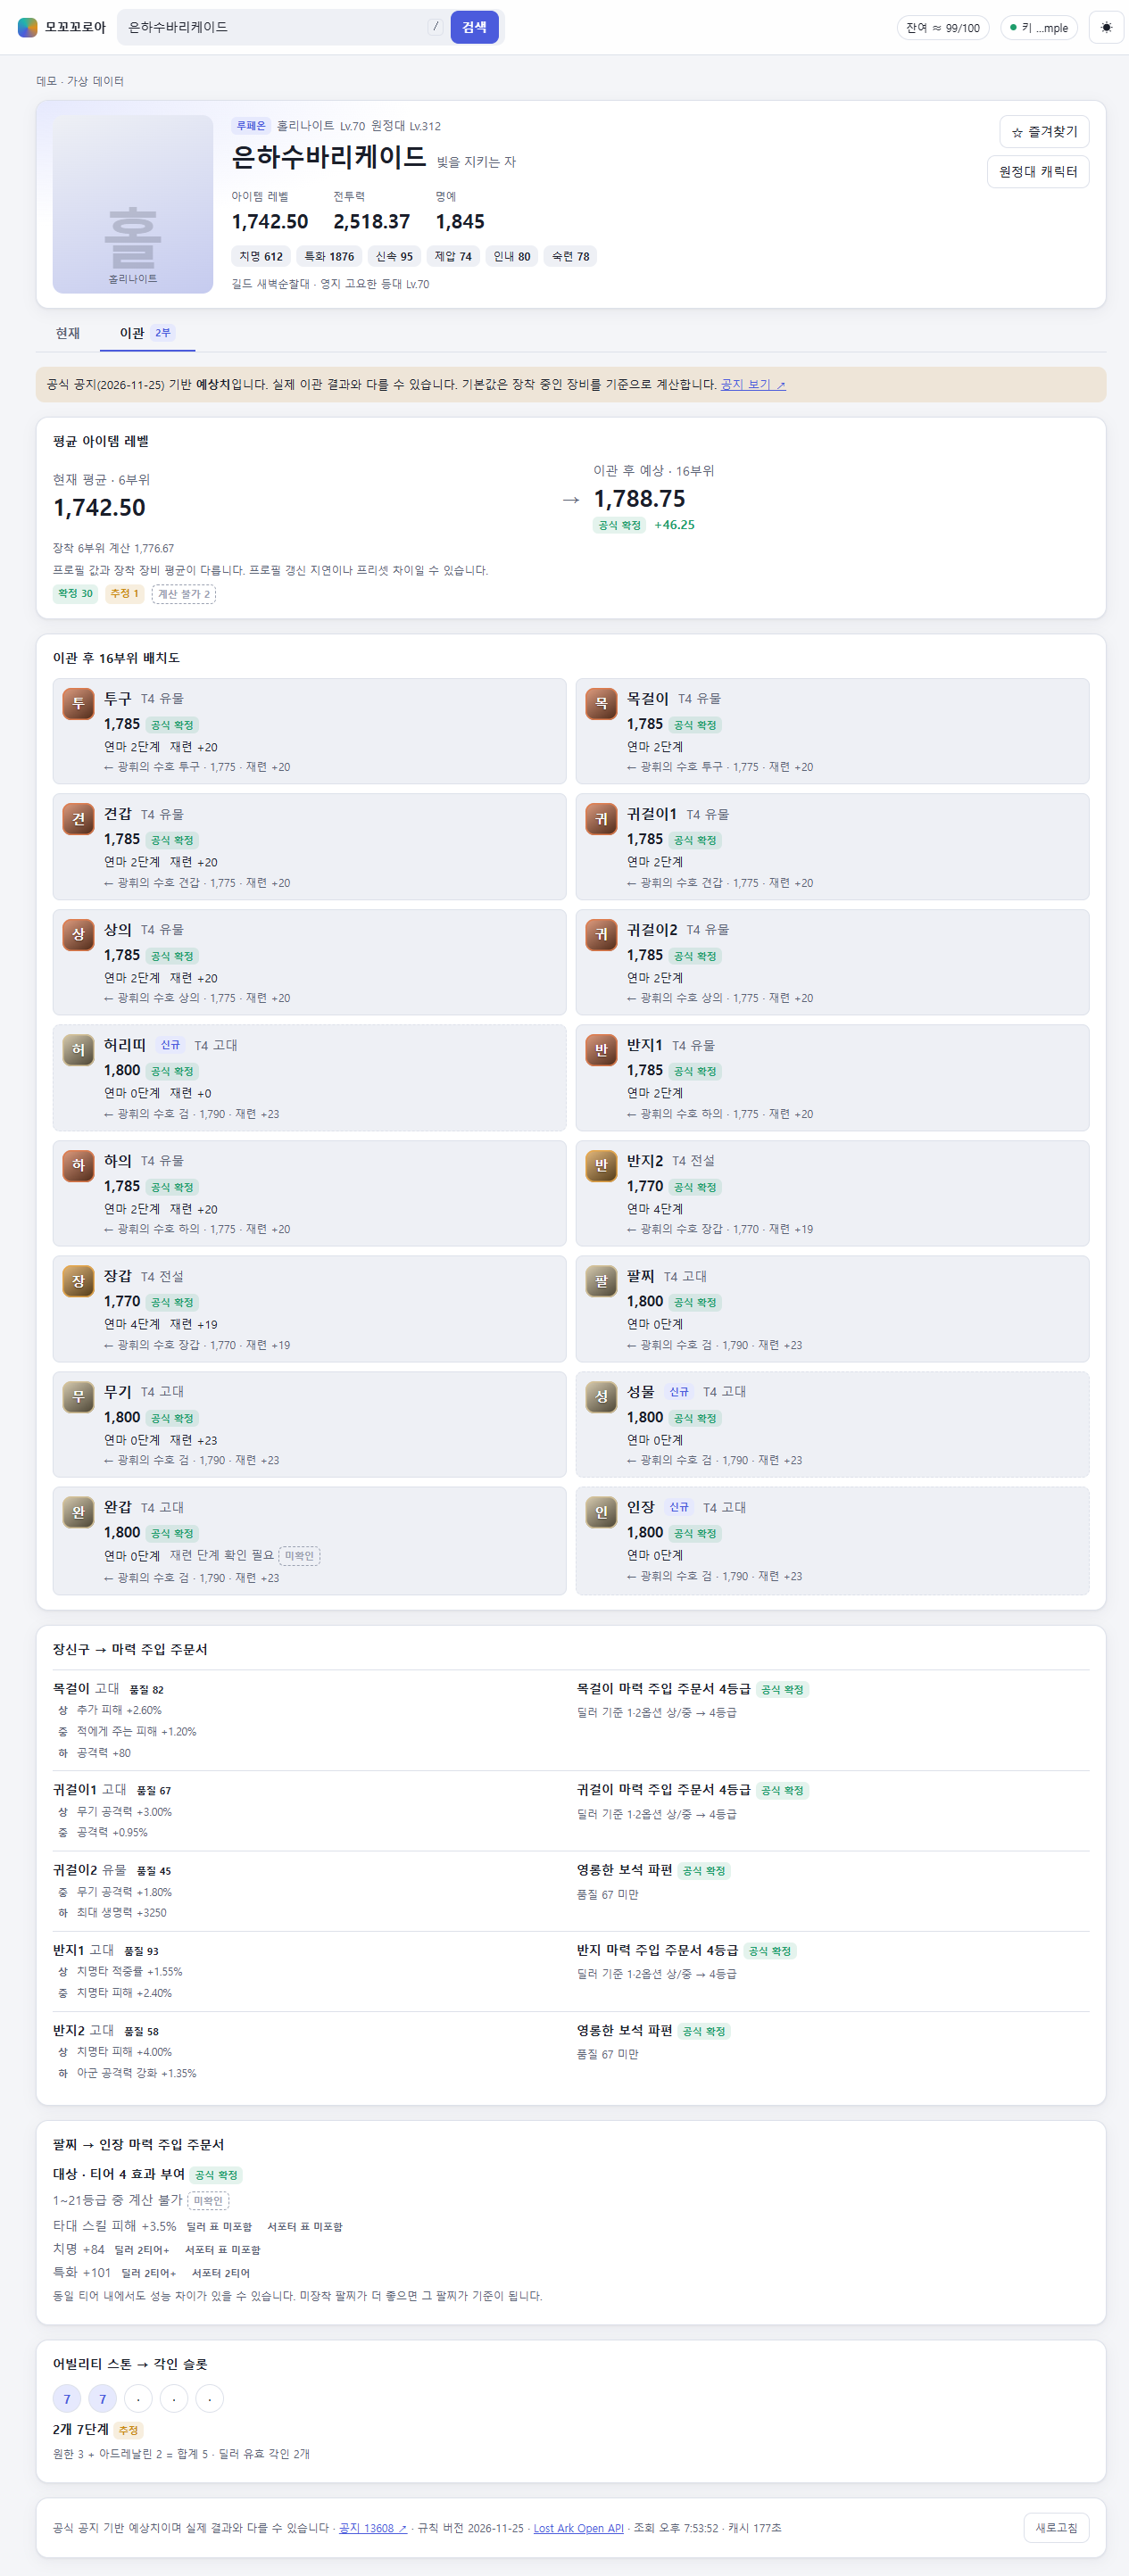 모꼬꼬로아 은하수바리케이드 / 검색 잔여 ≈ 99/100 키 ...mple
데모 · 가상 데이터
루페온 홀리나이트 Lv.70 원정대 Lv.312
☆ 즐겨찾기
은하수바리케이드 빛을 지키는 자
원정대 캐릭터
아이템 레벨 전투력 명예
1,742.50 2,518.37 1,845
홀
치명 612 특화 1876 신속 95 제압 74 인내 80 숙련 78
홀리나이트
길드 새벽순찰대 · 영지 고요한 등대 Lv.70
현재 이관 2부
공식 공지(2026-11-25) 기반 예상치입니다. 실제 이관 결과와 다를 수 있습니다. 기본값은 장착 중인 장비를 기준으로 계산합니다. 공지 보기 ↗
평균 아이템 레벨
현재 평균 · 6부위
1,742.50
→
이관 후 예상 · 16부위
1,788.75
공식 확정 +46.25
장착 6부위 계산 1,776.67
프로필 값과 장착 장비 평균이 다릅니다. 프로필 갱신 지연이나 프리셋 차이일 수 있습니다.
확정 30 추정 1 계산 불가 2
이관 후 16부위 배치도
투 투구 T4 유물
1,785 공식 확정
연마 2단계 재련 +20
← 광휘의 수호 투구 · 1,775 · 재련 +20
목 목걸이 T4 유물
1,785 공식 확정
연마 2단계
← 광휘의 수호 투구 · 1,775 · 재련 +20
견 견갑 T4 유물
1,785 공식 확정
연마 2단계 재련 +20
← 광휘의 수호 견갑 · 1,775 · 재련 +20
귀 귀걸이1 T4 유물
1,785 공식 확정
연마 2단계
← 광휘의 수호 견갑 · 1,775 · 재련 +20
상 상의 T4 유물
1,785 공식 확정
연마 2단계 재련 +20
← 광휘의 수호 상의 · 1,775 · 재련 +20
귀 귀걸이2 T4 유물
1,785 공식 확정
연마 2단계
← 광휘의 수호 상의 · 1,775 · 재련 +20
허 허리띠 신규 T4 고대
1,800 공식 확정
연마 0단계 재련 +0
← 광휘의 수호 검 · 1,790 · 재련 +23
반 반지1 T4 유물
1,785 공식 확정
연마 2단계
← 광휘의 수호 하의 · 1,775 · 재련 +20
하 하의 T4 유물
1,785 공식 확정
연마 2단계 재련 +20
← 광휘의 수호 하의 · 1,775 · 재련 +20
반 반지2 T4 전설
1,770 공식 확정
연마 4단계
← 광휘의 수호 장갑 · 1,770 · 재련 +19
장 장갑 T4 전설
1,770 공식 확정
연마 4단계 재련 +19
← 광휘의 수호 장갑 · 1,770 · 재련 +19
팔 팔찌 T4 고대
1,800 공식 확정
연마 0단계
← 광휘의 수호 검 · 1,790 · 재련 +23
무 무기 T4 고대
1,800 공식 확정
연마 0단계 재련 +23
← 광휘의 수호 검 · 1,790 · 재련 +23
성 성물 신규 T4 고대
1,800 공식 확정
연마 0단계
← 광휘의 수호 검 · 1,790 · 재련 +23
완 완갑 T4 고대
1,800 공식 확정
연마 0단계 재련 단계 확인 필요 미확인
← 광휘의 수호 검 · 1,790 · 재련 +23
인 인장 신규 T4 고대
1,800 공식 확정
연마 0단계
← 광휘의 수호 검 · 1,790 · 재련 +23
장신구 → 마력 주입 주문서
목걸이 고대 품질 82
상 추가 피해 +2.60%
중 적에게 주는 피해 +1.20%
하 공격력 +80
목걸이 마력 주입 주문서 4등급 공식 확정
딜러 기준 1·2옵션 상/중 → 4등급
귀걸이1 고대 품질 67
상 무기 공격력 +3.00%
중 공격력 +0.95%
귀걸이 마력 주입 주문서 4등급 공식 확정
딜러 기준 1·2옵션 상/중 → 4등급
귀걸이2 유물 품질 45
중 무기 공격력 +1.80%
하 최대 생명력 +3250
영롱한 보석 파편 공식 확정
품질 67 미만
반지1 고대 품질 93
상 치명타 적중률 +1.55%
중 치명타 피해 +2.40%
반지 마력 주입 주문서 4등급 공식 확정
딜러 기준 1·2옵션 상/중 → 4등급
반지2 고대 품질 58
상 치명타 피해 +4.00%
하 아군 공격력 강화 +1.35%
영롱한 보석 파편 공식 확정
품질 67 미만
팔찌 → 인장 마력 주입 주문서
대상 · 티어 4 효과 부여 공식 확정
1~21등급 중 계산 불가 미확인
타대 스킬 피해 +3.5% 딜러 표 미포함 서포터 표 미포함
치명 +84 딜러 2티어+ 서포터 표 미포함
특화 +101 딜러 2티어+ 서포터 2티어
동일 티어 내에서도 성능 차이가 있을 수 있습니다. 미장착 팔찌가 더 좋으면 그 팔찌가 기준이 됩니다.
어빌리티 스톤 → 각인 슬롯
7 7 · · ·
2개 7단계 추정
원한 3 + 아드레날린 2 = 합계 5 · 딜러 유효 각인 2개
공식 공지 기반 예상치이며 실제 결과와 다를 수 있습니다 · 공지 13608 ↗ · 규칙 버전 2026-11-25 · Lost Ark Open API · 조회 오후 7:53:52 · 캐시 177초
새로고침